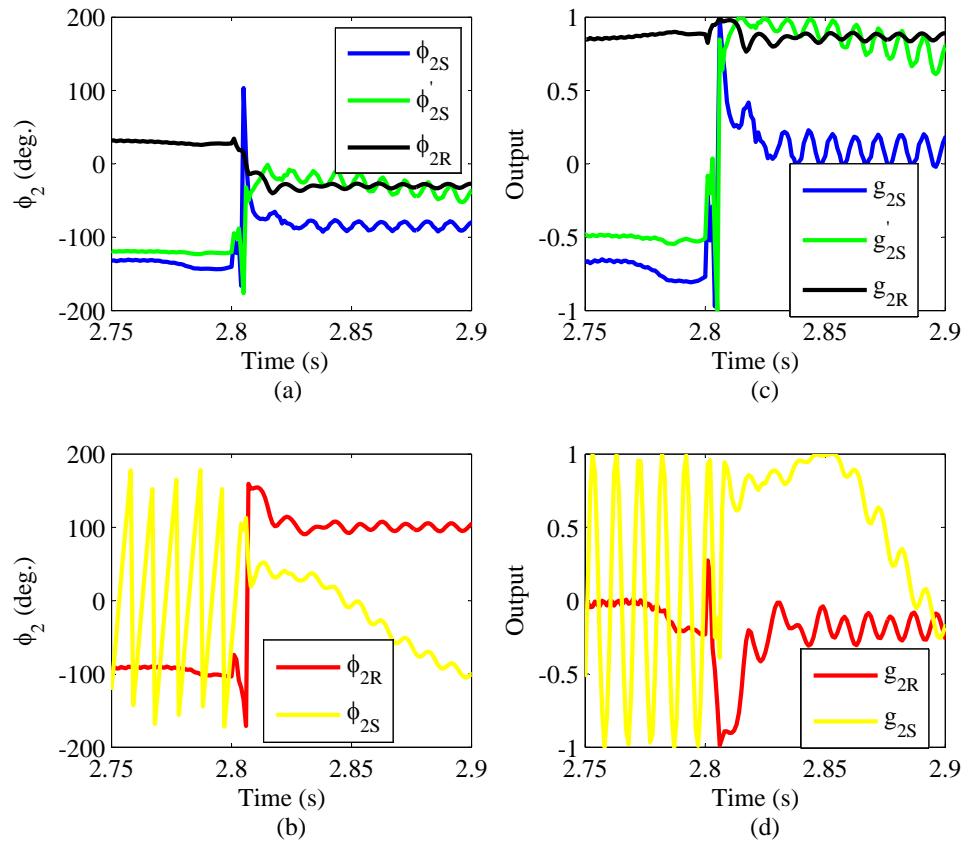 200
100
0
-100
-200
ϕ2 (deg.)
ϕ2S
ϕ'2S
ϕ2R
2.75 2.8 2.85 2.9
Time (s)
(a)
1
0.5
0
-0.5
-1
Output
g2S
g'2S
g2R
2.75 2.8 2.85 2.9
Time (s)
(c)
200
100
0
-100
-200
ϕ2 (deg.)
ϕ2R
ϕ2S
2.75 2.8 2.85 2.9
Time (s)
(b)
1
0.5
0
-0.5
-1
Output
g2R
g2S
2.75 2.8 2.85 2.9
Time (s)
(d)